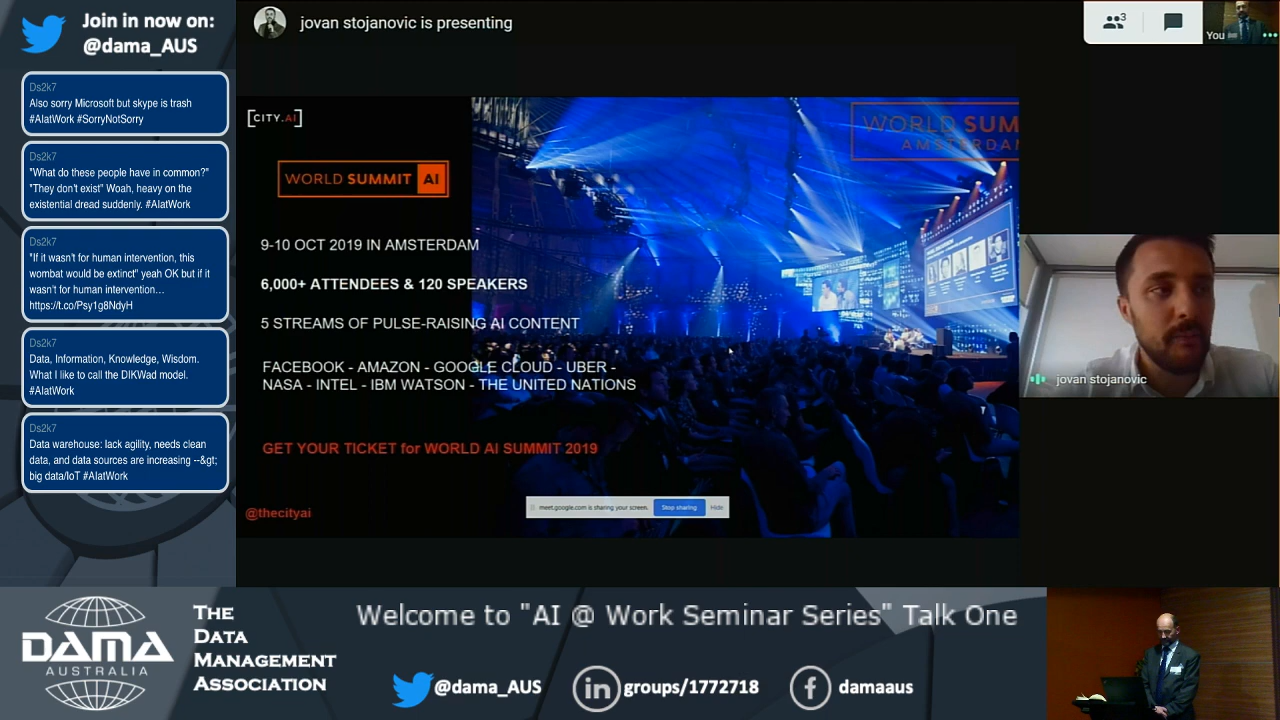 Join in now on:
@dama_AUS
Ds2k7
Also sorry Microsoft but skype is trash
#AIatWork #SorryNotSorry
Ds2k7
"What do these people have in common?"
"They don't exist" Woah, heavy on the
existential dread suddenly. #AIatWork
Ds2k7
"If it wasn't for human intervention, this
wombat would be extinct" yeah OK but if it
wasn't for human intervention…
https://t.co/Psy1g8NdyH
Ds2k7
Data, Information, Knowledge, Wisdom.
What I like to call the DIKWad model.
#AIatWork
Ds2k7
Data warehouse: lack agility, needs clean
data, and data sources are increasing --&gt;
big data/IoT #AIatWork
jovan stojanovic is presenting
3
You
[CITY.AI]
WORLD SUMMIT AI
WORLD SUM
AMSTERDAM
9-10 OCT 2019 IN AMSTERDAM
6,000+ ATTENDEES & 120 SPEAKERS
5 STREAMS OF PULSE-RAISING AI CONTENT
FACEBOOK - AMAZON - GOOGLE CLOUD - UBER -
NASA - INTEL - IBM WATSON - THE UNITED NATIONS
GET YOUR TICKET for WORLD AI SUMMIT 2019
@thecityai
meet.google.com is sharing your screen. Stop sharing Hide
jovan stojanovic
DAMA
AUSTRALIA
THE
DATA
MANAGEMENT
ASSOCIATION
Welcome to "AI @ Work Seminar Series" Talk One
@dama_AUS
in groups/1772718
f damaaus